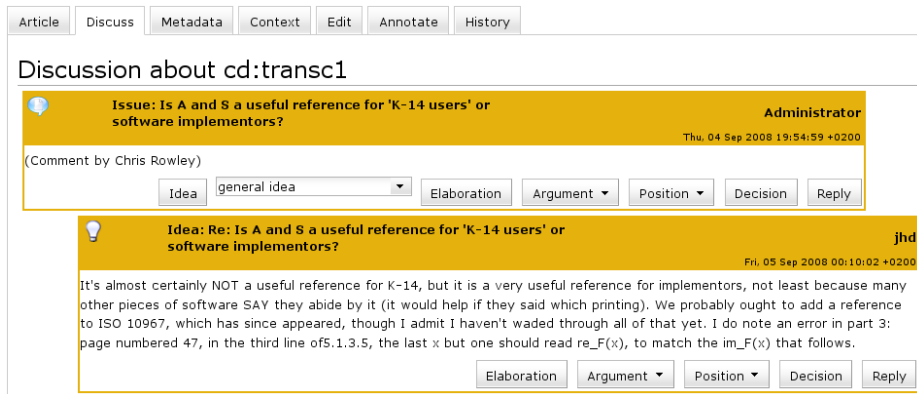 Article Discuss Metadata Context Edit Annotate History
Discussion about cd:transc1
Issue: Is A and S a useful reference for 'K-14 users' or
software implementors?
Administrator
Thu, 04 Sep 2008 19:54:59 +0200
(Comment by Chris Rowley)
Idea general idea Elaboration Argument Position Decision Reply
Idea: Re: Is A and S a useful reference for 'K-14 users' or
software implementors?
jhd
Fri, 05 Sep 2008 00:10:02 +0200
It's almost certainly NOT a useful reference for K-14, but it is a very useful reference for implementors, not least because many
other pieces of software SAY they abide by it (it would help if they said which printing). We probably ought to add a reference
to ISO 10967, which has since appeared, though I admit I haven't waded through all of that yet. I do note an error in part 3:
page numbered 47, in the third line of5.1.3.5, the last x but one should read re_F(x), to match the im_F(x) that follows.
Elaboration Argument Position Decision Reply